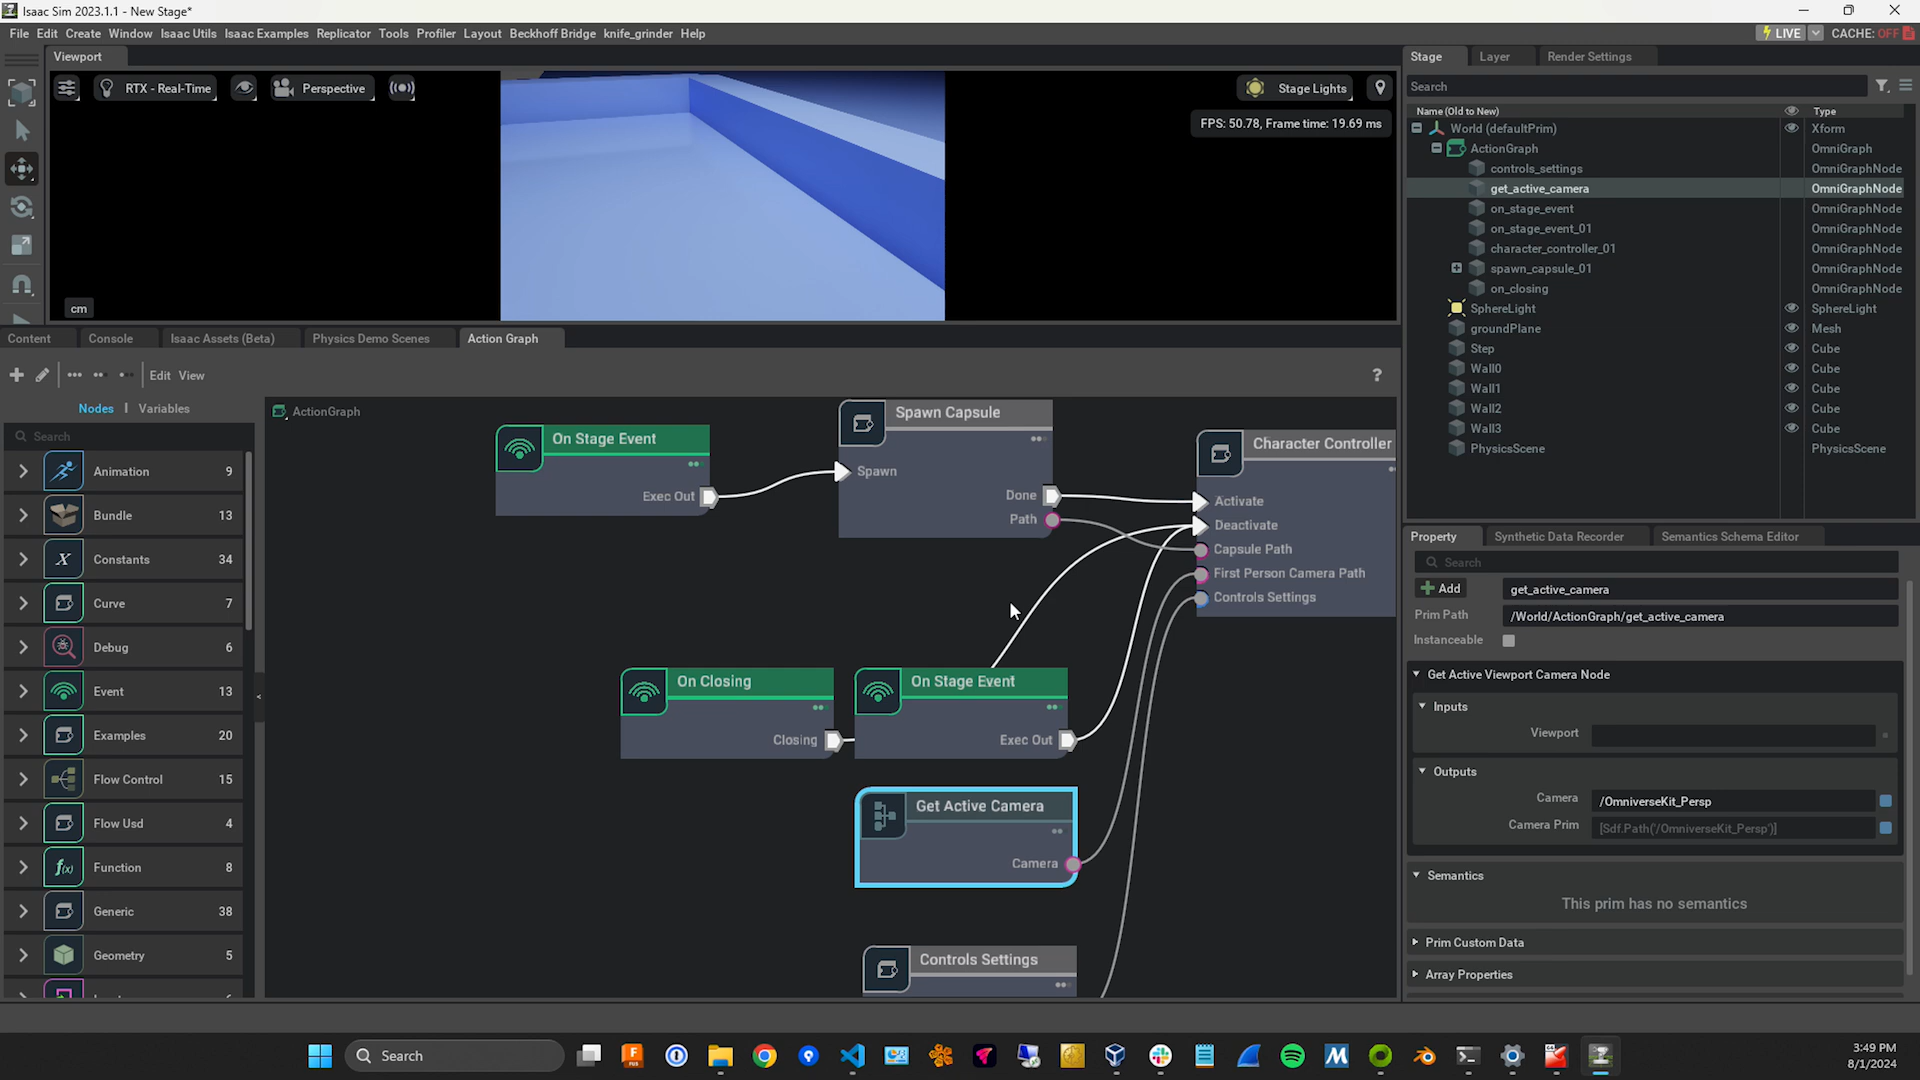 Isaac Sim 2023.1.1 - New Stage*
File Edit Create Window Isaac Utils Isaac Examples Replicator Tools Profiler Layout Beckhoff Bridge knife_grinder Help
LIVE CACHE: OFF
Viewport
RTX - Real-Time
Perspective
Stage Lights
FPS: 50.78, Frame time: 19.69 ms
cm
Stage Layer Render Settings
Search
Name (Old to New) Type
World (defaultPrim) Xform
ActionGraph OmniGraph
controls_settings OmniGraphNode
get_active_camera OmniGraphNode
on_stage_event OmniGraphNode
on_stage_event_01 OmniGraphNode
character_controller_01 OmniGraphNode
spawn_capsule_01 OmniGraphNode
on_closing OmniGraphNode
SphereLight SphereLight
groundPlane Mesh
Step Cube
Wall0 Cube
Wall1 Cube
Wall2 Cube
Wall3 Cube
PhysicsScene PhysicsScene
Content Console Isaac Assets (Beta) Physics Demo Scenes Action Graph
Edit View
?
Nodes Variables
Search
Animation 9
Bundle 13
Constants 34
Curve 7
Debug 6
Event 13
Examples 20
Flow Control 15
Flow Usd 4
Function 8
Generic 38
Geometry 5
ActionGraph
On Stage Event
Exec Out
Spawn Capsule
Spawn
Done
Path
Character Controller
Activate
Deactivate
Capsule Path
First Person Camera Path
Controls Settings
On Closing
Closing
On Stage Event
Exec Out
Get Active Camera
Camera
Controls Settings
Property Synthetic Data Recorder Semantics Schema Editor
Search
Add get_active_camera
Prim Path /World/ActionGraph/get_active_camera
Instanceable
Get Active Viewport Camera Node
Inputs
Viewport
Outputs
Camera /OmniverseKit_Persp
Camera Prim [Sdf.Path('/OmniverseKit_Persp')]
Semantics
This prim has no semantics
Prim Custom Data
Array Properties
Search
3:49 PM
8/1/2024